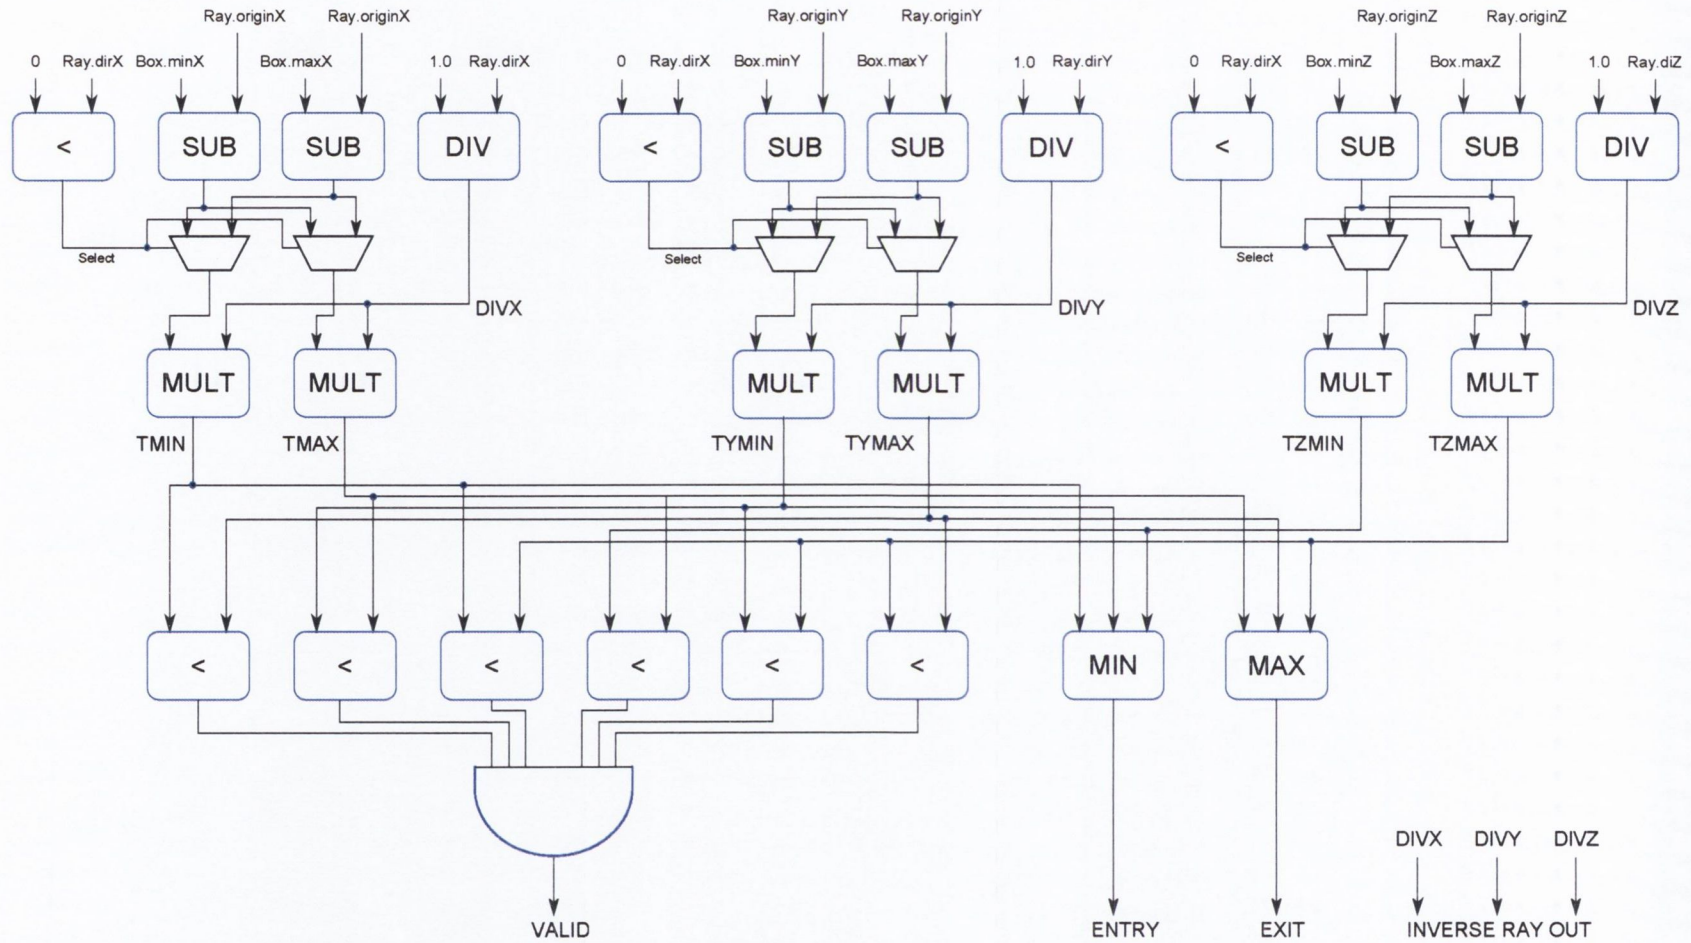 Ray.originX Ray.originX Ray.originY Ray.originY Ray.originZ Ray.originZ
0 Ray.dirX Box.minX Box.maxX 1.0 Ray.dirX 0 Ray.dirX Box.minY Box.maxY 1.0 Ray.dirY 0 Ray.dirX Box.minZ Box.maxZ 1.0 Ray.diZ
< SUB SUB DIV < SUB SUB DIV < SUB SUB DIV
Select Select Select
DIVX DIVY DIVZ
MULT MULT MULT MULT MULT MULT
TMIN TMAX TYMIN TYMAX TZMIN TZMAX
< < < < < < MIN MAX
DIVX DIVY DIVZ
VALID ENTRY EXIT INVERSE RAY OUT